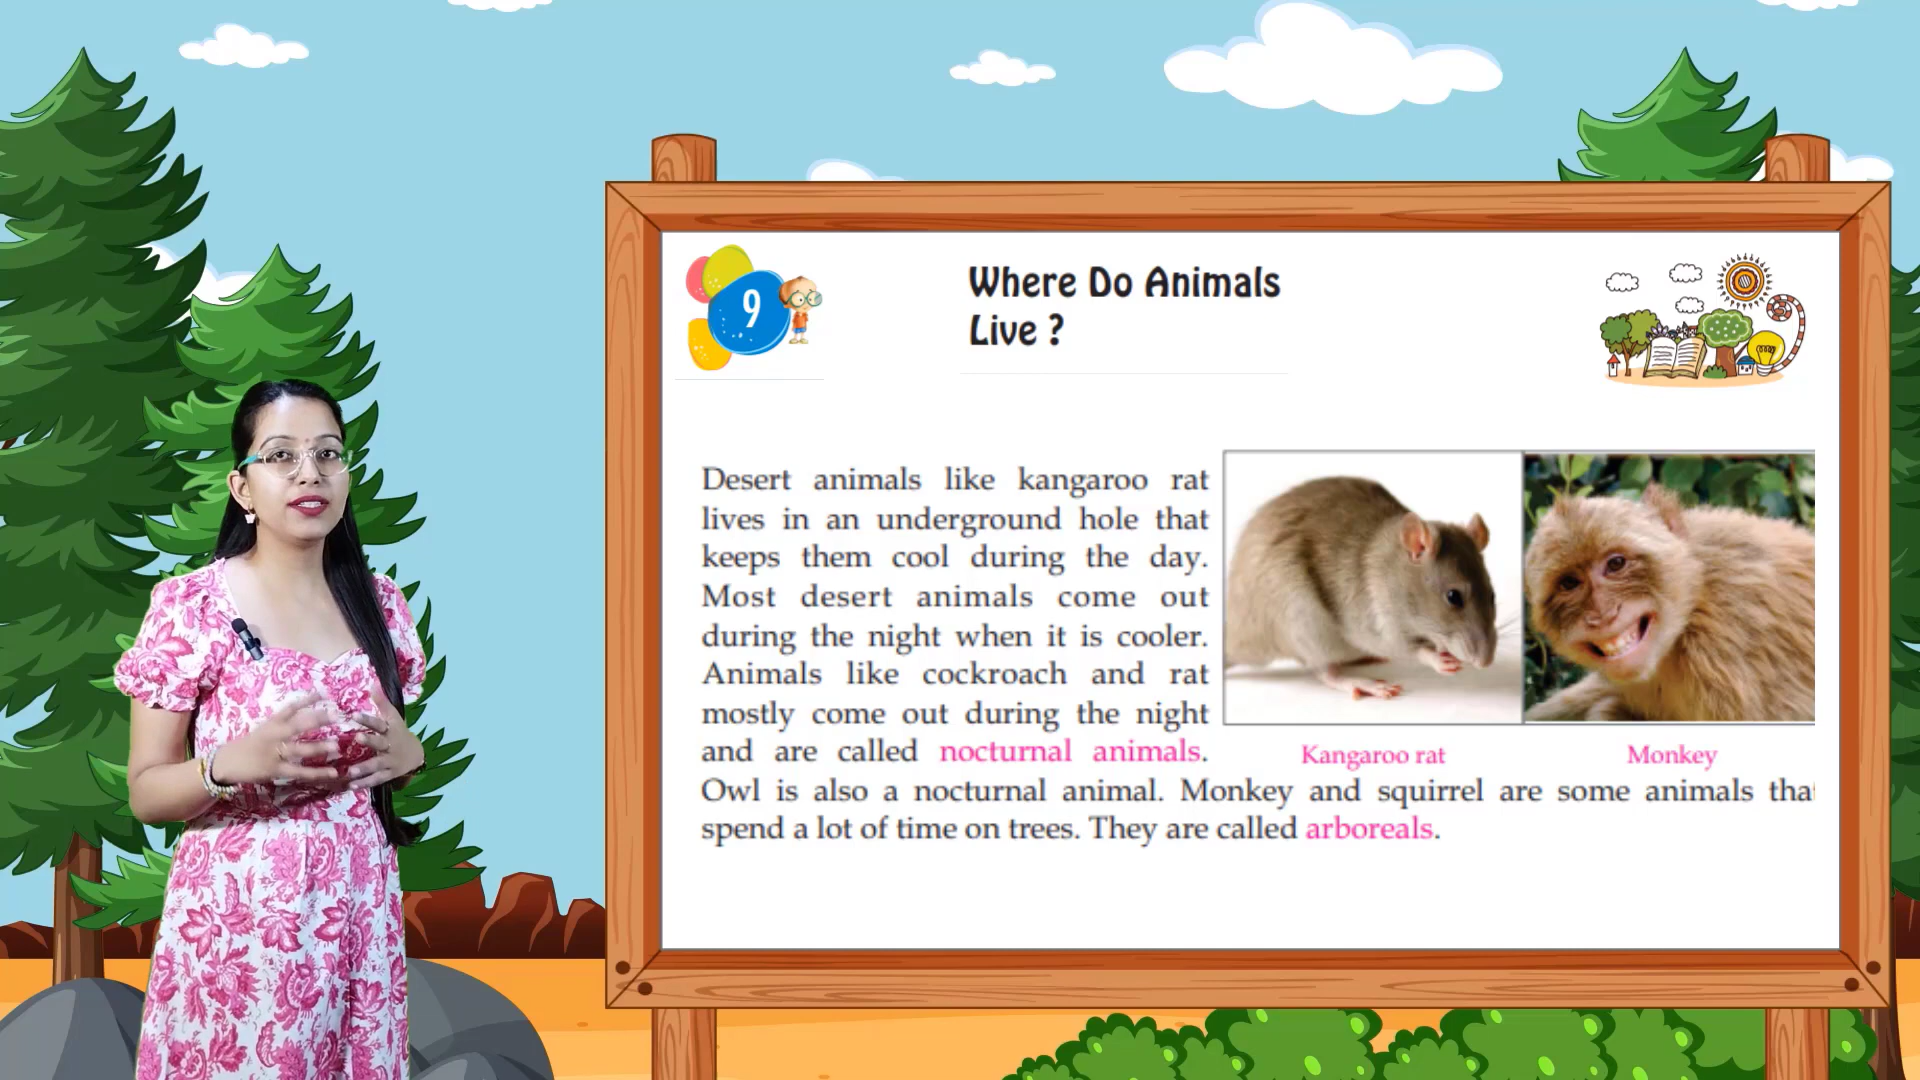 9
Where Do Animals
Live ?
Desert animals like kangaroo rat
lives in an underground hole that
keeps them cool during the day.
Most desert animals come out
during the night when it is cooler.
Animals like cockroach and rat
mostly come out during the night
and are called nocturnal animals.
Kangaroo rat
Monkey
Owl is also a nocturnal animal. Monkey and squirrel are some animals that
spend a lot of time on trees. They are called arboreals.